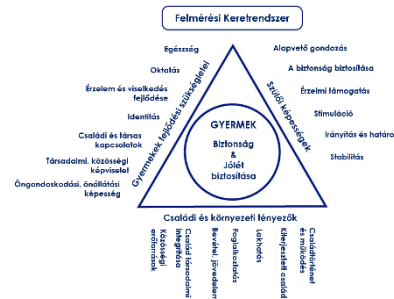 Felmérési Keretrendszer
Egészség
Oktatás
Érzelem és viselkedés
fejlődése
Identitás
Családi és társas
kapcsolatok
Társadalmi, közösségi
képviselet
Öngondoskodási, önállátási
képesség
Gyermekek fejlődési szükségletei
Alapvető gondozás
A biztonság biztosítása
Érzelmi támogatás
Stimuláció
Irányítás és határo
Stabilitás
Szülői képességek
GYERMEK
Biztonság
&
Jólét
biztosítása
Családi és környezeti tényezők
Közösségi
erőforrások
Család társadalmi
integritása
Bevétel, jövedelem
Foglalkoztatás
Lakhatás
Kiterjesztett család
Családtörténet
és működés